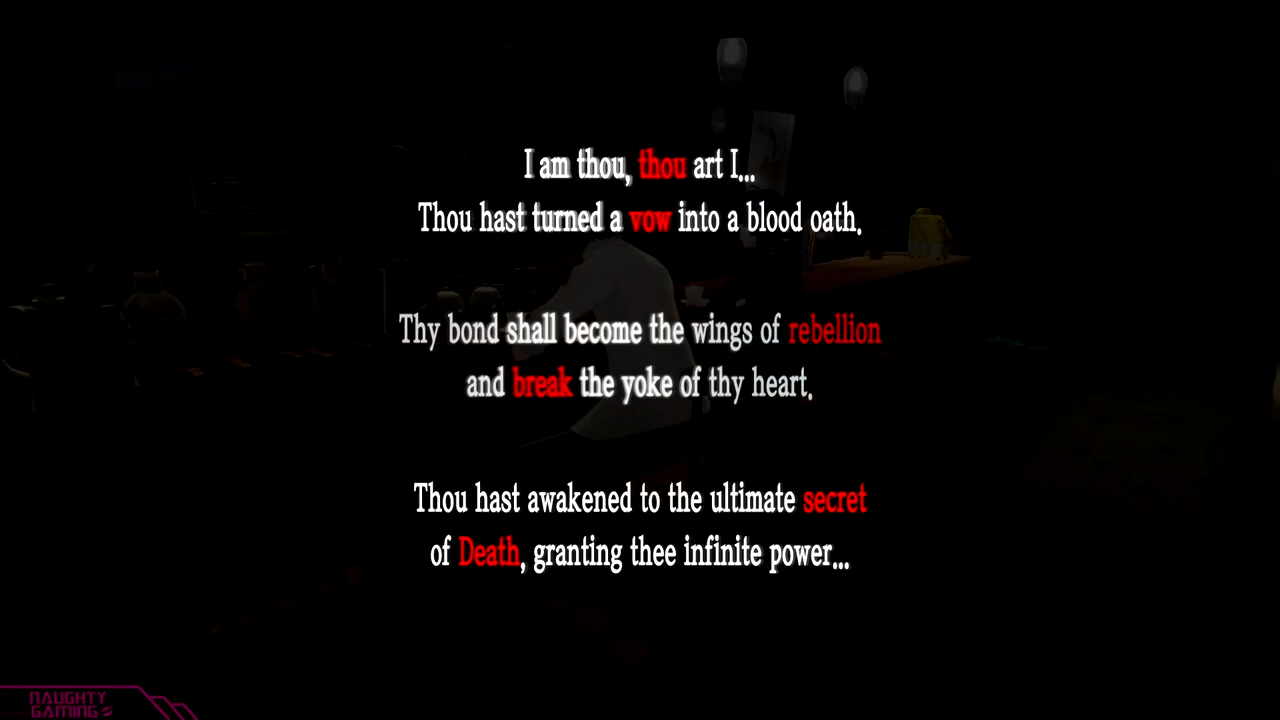 I am thou, thou art I...
Thou hast turned a vow into a blood oath.
Thy bond shall become the wings of rebellion
and break the yoke of thy heart.
Thou hast awakened to the ultimate secret
of Death, granting thee infinite power...
NAUGHTY
GAMING